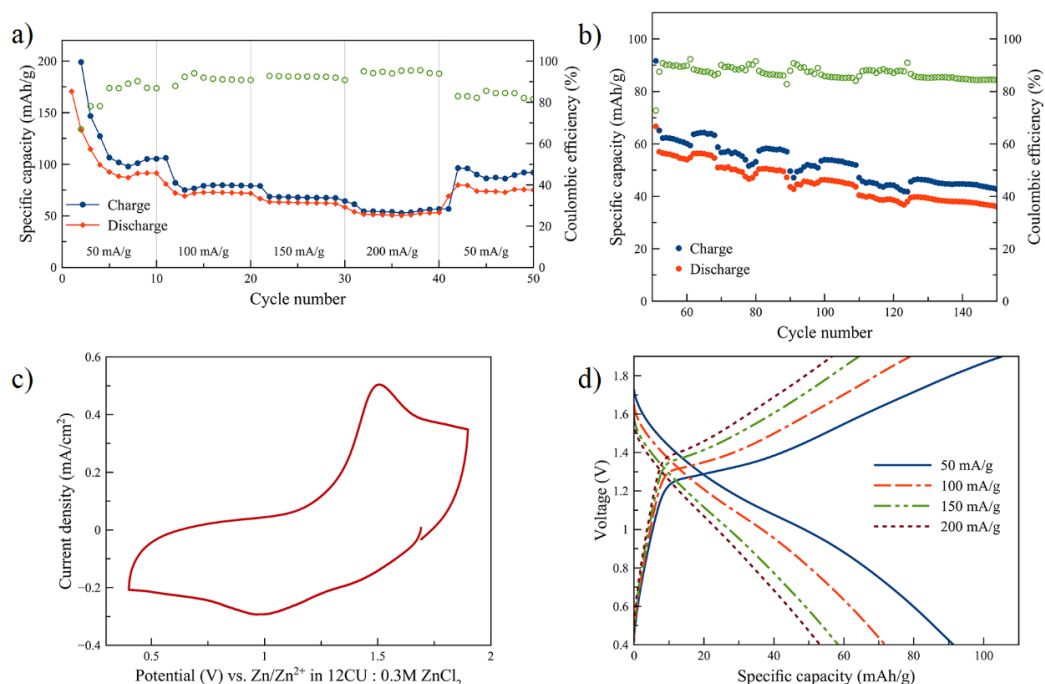 a)
200
150
100
50
0
Specific capacity (mAh/g)
Charge
Discharge
50 mA/g
100 mA/g
150 mA/g
200 mA/g
50 mA/g
0
10
20
30
40
50
Cycle number
100
80
60
40
20
0
Coulombic efficiency (%)
b)
100
80
60
40
20
0
Specific capacity (mAh/g)
Charge
Discharge
60
80
100
120
140
Cycle number
100
80
60
40
20
0
Coulombic efficiency (%)
c)
0.6
0.4
0.2
0
−0.2
−0.4
Current density (mA/cm²)
0.5
1
1.5
2
Potential (V) vs. Zn/Zn²⁺ in 12CU : 0.3M ZnCl₂
d)
1.8
1.6
1.4
1.2
1
0.8
0.6
0.4
Voltage (V)
50 mA/g
100 mA/g
150 mA/g
200 mA/g
0
20
40
60
80
100
Specific capacity (mAh/g)